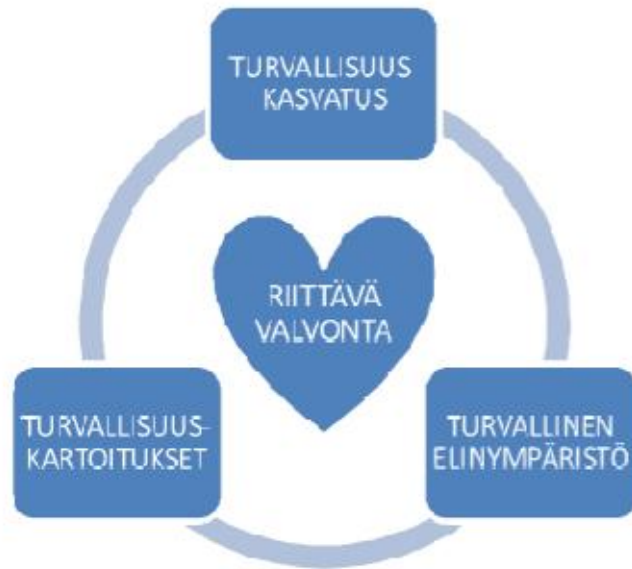 TURVALLISUUS
KASVATUS
RIITTÄVÄ
VALVONTA
TURVALLISUUS-
KARTOITUKSET
TURVALLINEN
ELINYMPÄRISTÖ